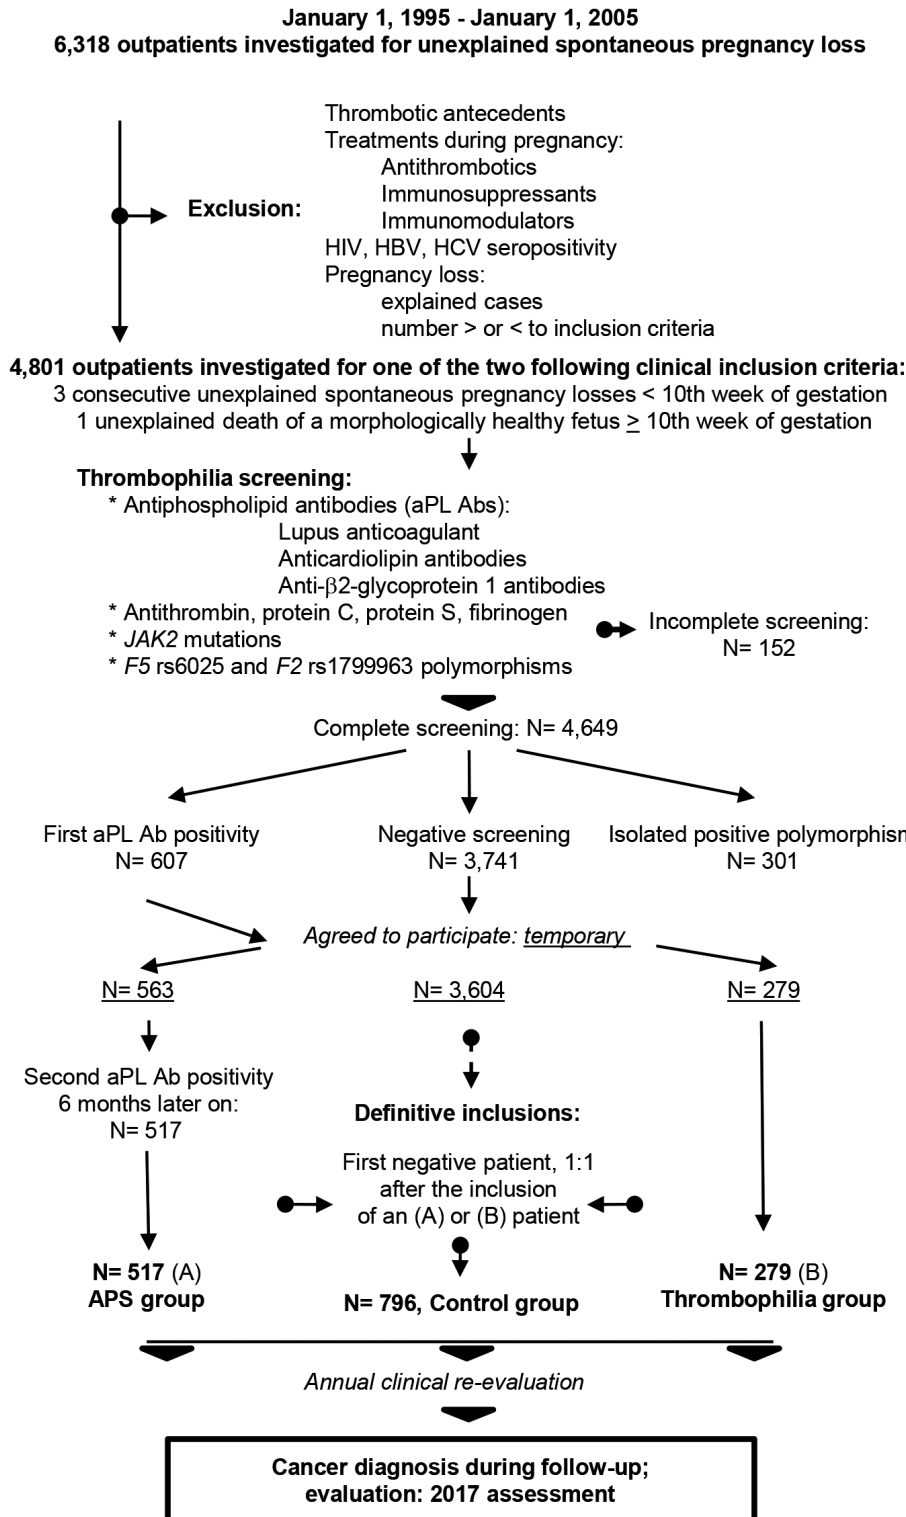 January 1, 1995 - January 1, 2005
6,318 outpatients investigated for unexplained spontaneous pregnancy loss
Exclusion:
Thrombotic antecedents
Treatments during pregnancy:
Antithrombotics
Immunosuppressants
Immunomodulators
HIV, HBV, HCV seropositivity
Pregnancy loss:
explained cases
number > or < to inclusion criteria
4,801 outpatients investigated for one of the two following clinical inclusion criteria:
3 consecutive unexplained spontaneous pregnancy losses < 10th week of gestation
1 unexplained death of a morphologically healthy fetus ≥ 10th week of gestation
Thrombophilia screening:
* Antiphospholipid antibodies (aPL Abs):
Lupus anticoagulant
Anticardiolipin antibodies
Anti-β2-glycoprotein 1 antibodies
* Antithrombin, protein C, protein S, fibrinogen
* JAK2 mutations
* F5 rs6025 and F2 rs1799963 polymorphisms
Incomplete screening:
N= 152
Complete screening: N= 4,649
First aPL Ab positivity
N= 607
Negative screening
N= 3,741
Isolated positive polymorphism
N= 301
Agreed to participate: temporary
N= 563
N= 3,604
N= 279
Second aPL Ab positivity
6 months later on:
N= 517
Definitive inclusions:
First negative patient, 1:1
after the inclusion
of an (A) or (B) patient
N= 517 (A)
APS group
N= 796, Control group
N= 279 (B)
Thrombophilia group
Annual clinical re-evaluation
Cancer diagnosis during follow-up;
evaluation: 2017 assessment